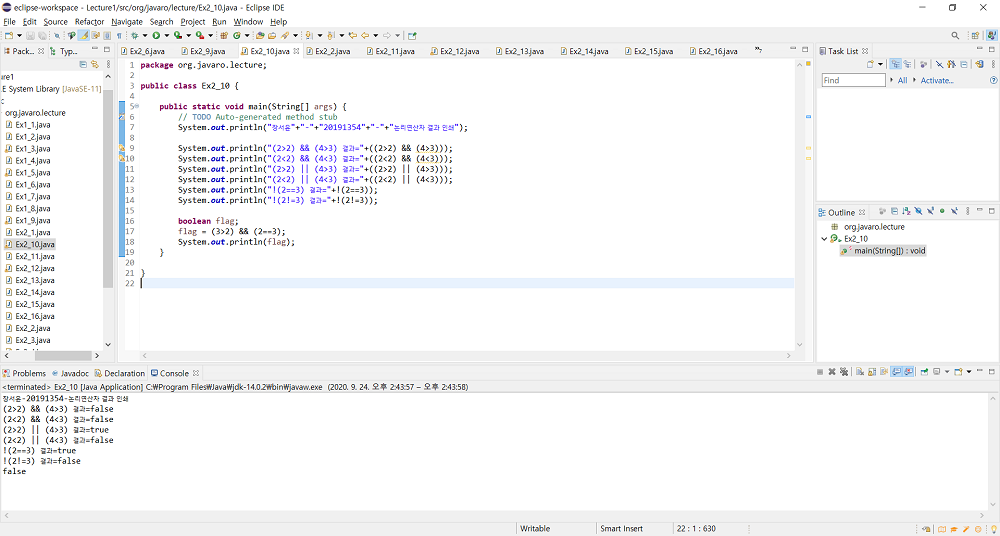 eclipse-workspace - Lecture1/src/org/javaro/lecture/Ex2_10.java - Eclipse IDE
File Edit Source Refactor Navigate Search Project Run Window Help
Pack... Typ...
ure1
E System Library [JavaSE-11]
org.javaro.lecture
Ex1_1.java
Ex1_2.java
Ex1_3.java
Ex1_4.java
Ex1_5.java
Ex1_6.java
Ex1_7.java
Ex1_8.java
Ex1_9.java
Ex2_1.java
Ex2_10.java
Ex2_11.java
Ex2_12.java
Ex2_13.java
Ex2_14.java
Ex2_15.java
Ex2_16.java
Ex2_2.java
Ex2_3.java
Ex2_6.java Ex2_9.java Ex2_10.java Ex2_2.java Ex2_11.java Ex2_12.java Ex2_13.java Ex2_14.java Ex2_15.java Ex2_16.java
1 package org.javaro.lecture;
2
3 public class Ex2_10 {
4
5 public static void main(String[] args) {
6 // TODO Auto-generated method stub
7 System.out.println("장서윤"+"-"+"20191354"+"-"+"논리연산자 결과 인쇄");
8
9 System.out.println("(2>2) && (4>3) 결과="+((2>2) && (4>3)));
10 System.out.println("(2<2) && (4<3) 결과="+((2<2) && (4<3)));
11 System.out.println("(2>2) || (4>3) 결과="+((2>2) || (4>3)));
12 System.out.println("(2<2) || (4<3) 결과="+((2<2) || (4<3)));
13 System.out.println("!(2==3) 결과="+!(2==3));
14 System.out.println("!(2!=3) 결과="+!(2!=3));
15
16 boolean flag;
17 flag = (3>2) && (2==3);
18 System.out.println(flag);
19 }
20
21 }
22
Task List
Find All Activate...
Outline
org.javaro.lecture
Ex2_10
main(String[]) : void
Problems Javadoc Declaration Console
<terminated> Ex2_10 [Java Application] C:₩Program Files₩Java₩jdk-14.0.2₩bin₩javaw.exe (2020. 9. 24. 오후 2:43:57 – 오후 2:43:58)
장서윤-20191354-논리연산자 결과 인쇄
(2>2) && (4>3) 결과=false
(2<2) && (4<3) 결과=false
(2>2) || (4>3) 결과=true
(2<2) || (4<3) 결과=false
!(2==3) 결과=true
!(2!=3) 결과=false
false
Writable Smart Insert 22 : 1 : 630